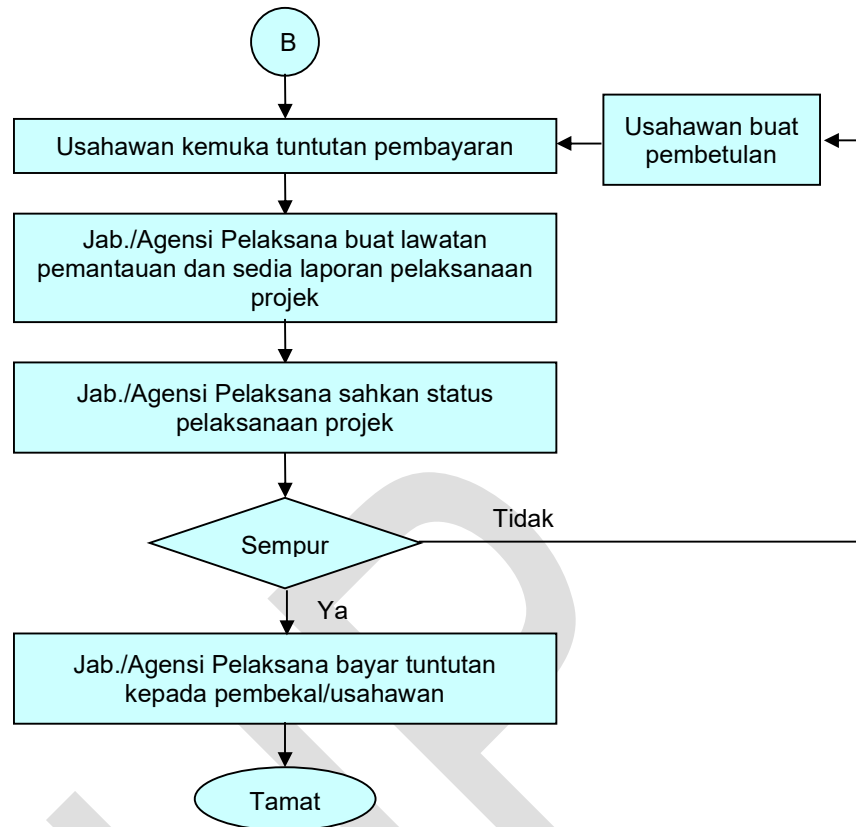 B
Usahawan kemuka tuntutan pembayaran
Usahawan buat
pembetulan
Jab./Agensi Pelaksana buat lawatan
pemantauan dan sedia laporan pelaksanaan
projek
Jab./Agensi Pelaksana sahkan status
pelaksanaan projek
Sempur
Tidak
Ya
Jab./Agensi Pelaksana bayar tuntutan
kepada pembekal/usahawan
Tamat